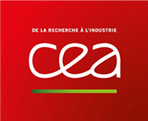 DE LA RECHERCHE À L'INDUSTRIE
cea